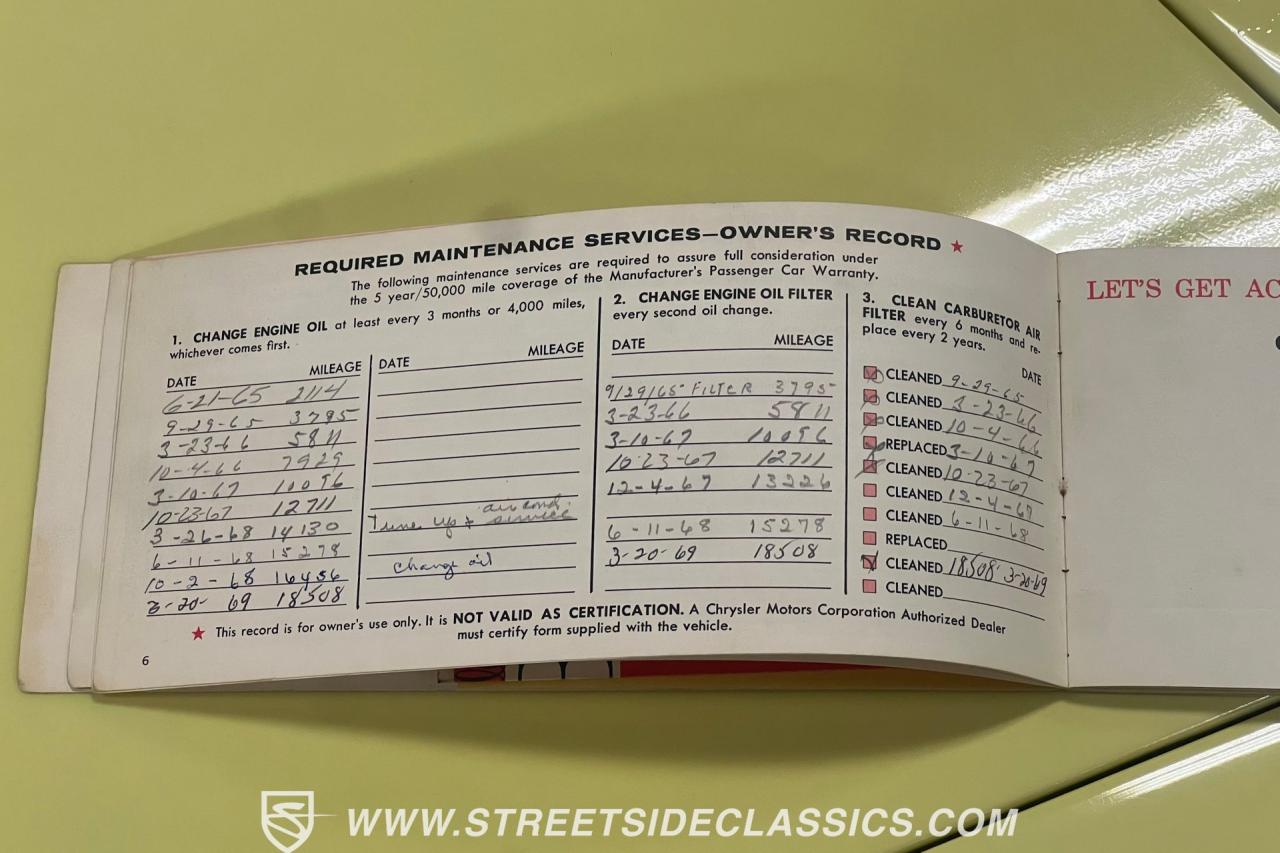 REQUIRED MAINTENANCE SERVICES—OWNER'S RECORD ★
The following maintenance services are required to assure full consideration under
the 5 year/50,000 mile coverage of the Manufacturer's Passenger Car Warranty.
1. CHANGE ENGINE OIL at least every 3 months or 4,000 miles,
whichever comes first.
DATE MILEAGE
6-21-65 2114
9-29-65 3795
3-23-66 5811
10-4-66 7929
3-10-67 10096
10-23-67 12711
3-26-68 14130
6-11-68 15278
10-2-68 16456
3-20-69 18508
DATE MILEAGE
air cond.
Tune up & service
change oil
2. CHANGE ENGINE OIL FILTER
every second oil change.
DATE MILEAGE
9/29/65 FILTER 3795
3-23-66 5811
3-10-67 10096
10-23-67 12711
12-4-67 13226
6-11-68 15278
3-20-69 18508
3. CLEAN CARBURETOR AIR
FILTER every 6 months and re-
place every 2 years.
DATE
CLEANED 9-29-65
CLEANED 3-23-66
CLEANED 10-4-66
REPLACED 3-10-67
CLEANED 10-23-67
CLEANED 12-4-67
CLEANED 6-11-68
REPLACED
CLEANED 18508 3-20-69
CLEANED
★ This record is for owner's use only. It is NOT VALID AS CERTIFICATION. A Chrysler Motors Corporation Authorized Dealer
must certify form supplied with the vehicle.
6
LET'S GET AC
WWW.STREETSIDECLASSICS.COM